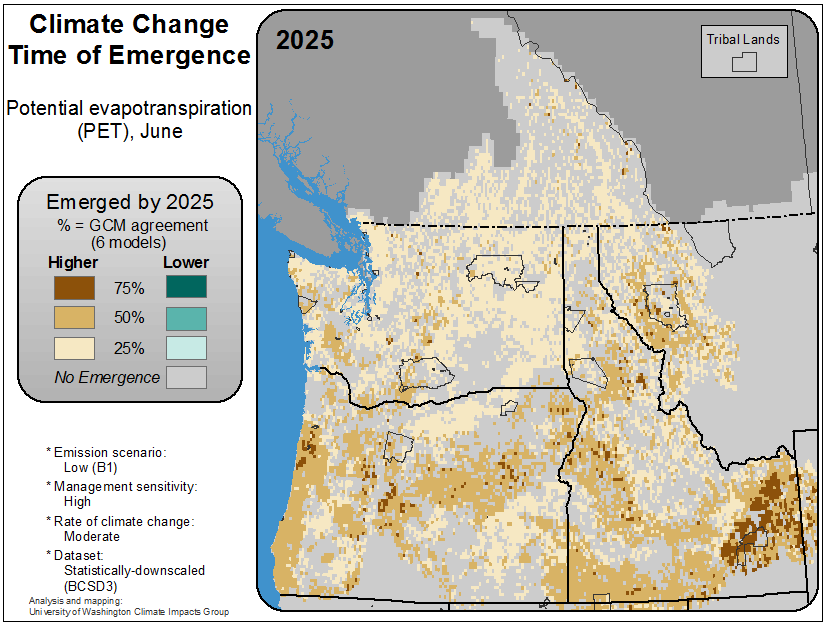 Climate Change
Time of Emergence
Potential evapotranspiration
(PET), June
Emerged by 2025
% = GCM agreement
(6 models)
Higher Lower
75%
50%
25%
No Emergence
* Emission scenario:
Low (B1)
* Management sensitivity:
High
* Rate of climate change:
Moderate
* Dataset:
Statistically-downscaled
(BCSD3)
Analysis and mapping:
University of Washington Climate Impacts Group
2025
Tribal Lands